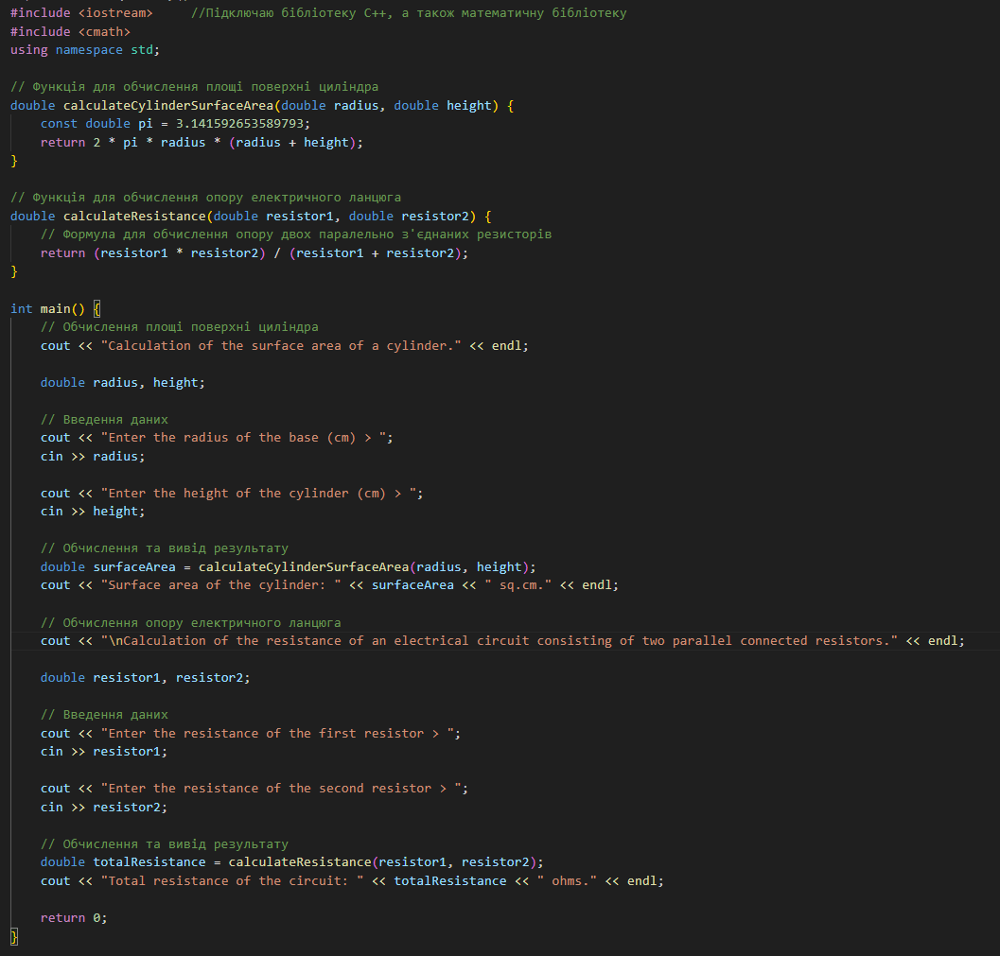 #include <iostream>     //Підключаю бібліотеку C++, а також математичну бібліотеку
#include <cmath>
using namespace std;

// Функція для обчислення площі поверхні циліндра
double calculateCylinderSurfaceArea(double radius, double height) {
    const double pi = 3.141592653589793;
    return 2 * pi * radius * (radius + height);
}

// Функція для обчислення опору електричного ланцюга
double calculateResistance(double resistor1, double resistor2) {
    // Формула для обчислення опору двох паралельно з'єднаних резисторів
    return (resistor1 * resistor2) / (resistor1 + resistor2);
}

int main() {
    // Обчислення площі поверхні циліндра
    cout << "Calculation of the surface area of a cylinder." << endl;

    double radius, height;

    // Введення даних
    cout << "Enter the radius of the base (cm) > ";
    cin >> radius;

    cout << "Enter the height of the cylinder (cm) > ";
    cin >> height;

    // Обчислення та вивід результату
    double surfaceArea = calculateCylinderSurfaceArea(radius, height);
    cout << "Surface area of the cylinder: " << surfaceArea << " sq.cm." << endl;

    // Обчислення опору електричного ланцюга
    cout << "\nCalculation of the resistance of an electrical circuit consisting of two parallel connected resistors." << endl;

    double resistor1, resistor2;

    // Введення даних
    cout << "Enter the resistance of the first resistor > ";
    cin >> resistor1;

    cout << "Enter the resistance of the second resistor > ";
    cin >> resistor2;

    // Обчислення та вивід результату
    double totalResistance = calculateResistance(resistor1, resistor2);
    cout << "Total resistance of the circuit: " << totalResistance << " ohms." << endl;

    return 0;
}